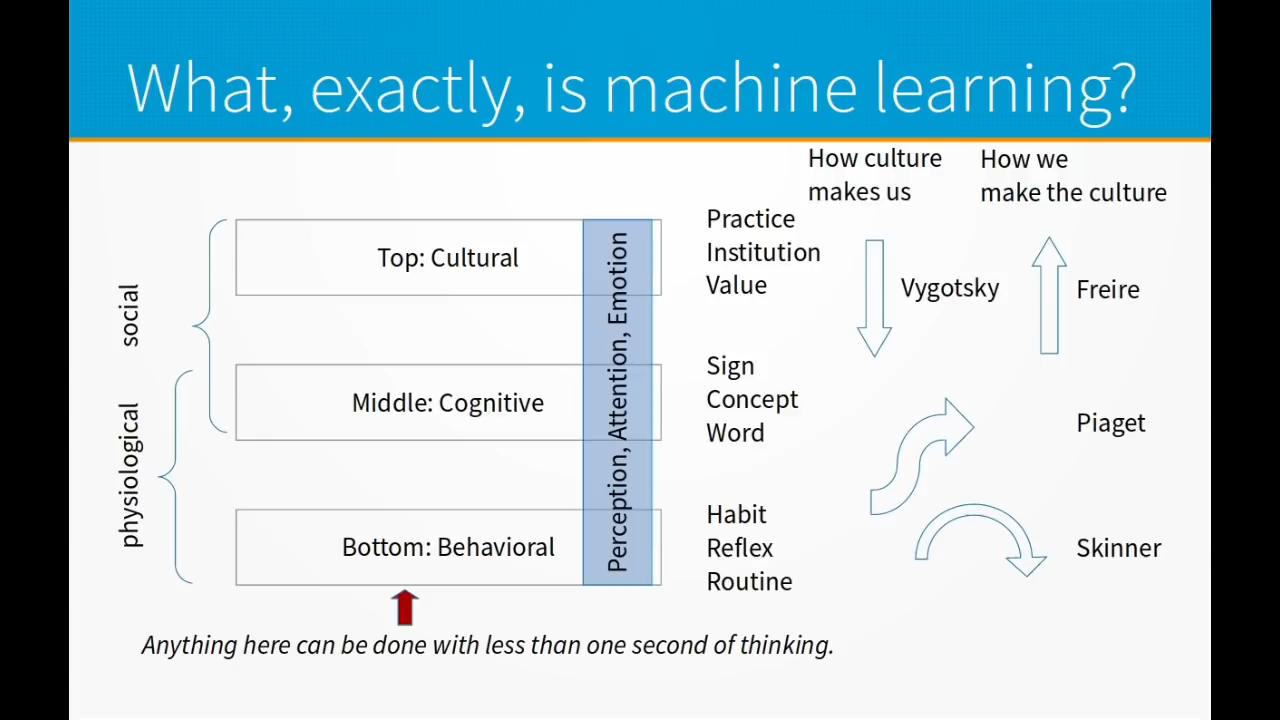 What, exactly, is machine learning?
How culture
makes us
How we
make the culture
social
physiological
Top: Cultural
Middle: Cognitive
Bottom: Behavioral
Perception, Attention, Emotion
Practice
Institution
Value
Sign
Concept
Word
Habit
Reflex
Routine
Vygotsky
Freire
Piaget
Skinner
Anything here can be done with less than one second of thinking.